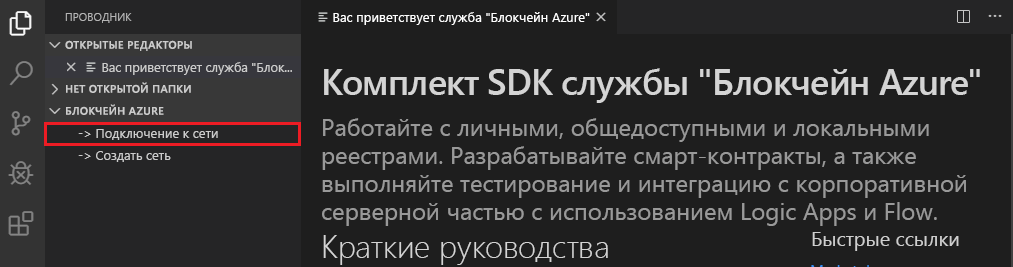 ПРОВОДНИК
ОТКРЫТЫЕ РЕДАКТОРЫ
Вас приветствует служба "Блок...
НЕТ ОТКРЫТОЙ ПАПКИ
БЛОКЧЕЙН AZURE
-> Подключение к сети
-> Создать сеть
Вас приветствует служба "Блокчейн Azure"
Комплект SDK службы "Блокчейн Azure"
Работайте с личными, общедоступными и локальными
реестрами. Разрабатывайте смарт-контракты, а также
выполняйте тестирование и интеграцию с корпоративной
серверной частью с использованием Logic Apps и Flow.
Краткие руководства
Быстрые ссылки